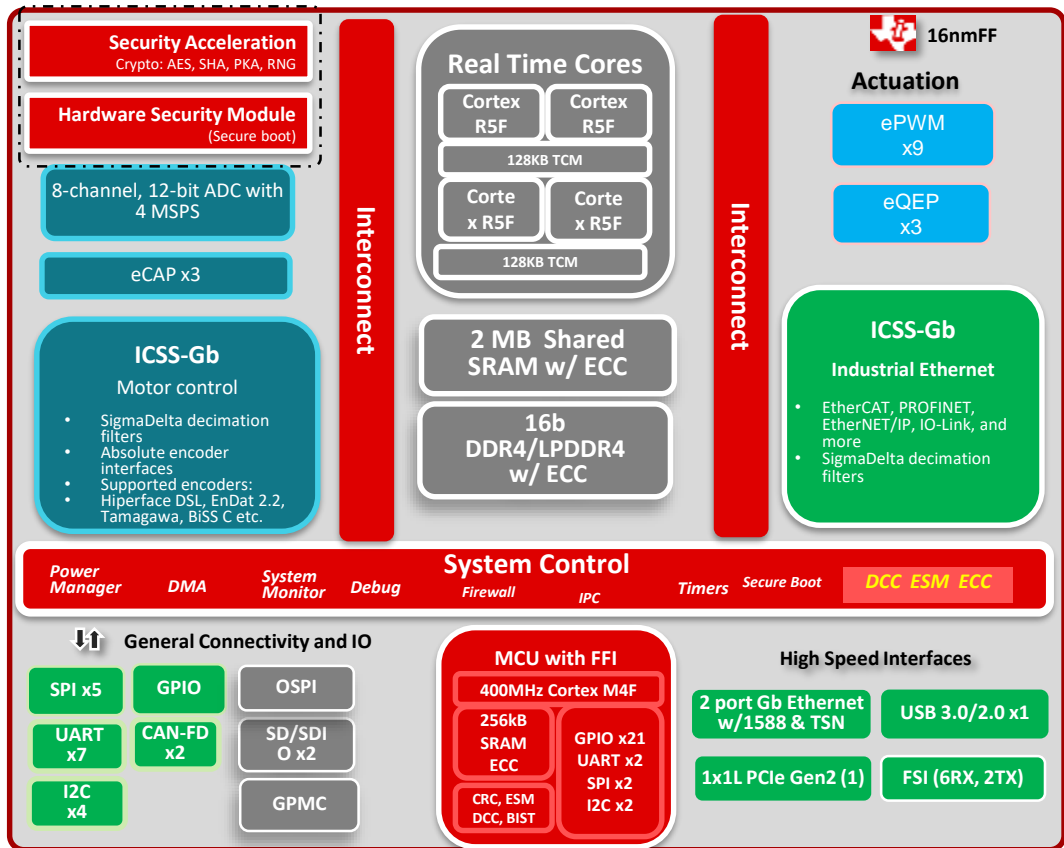 Security Acceleration
Crypto: AES, SHA, PKA, RNG
Hardware Security Module
(Secure boot)
8-channel, 12-bit ADC with
4 MSPS
eCAP x3
ICSS-Gb
Motor control
• SigmaDelta decimation
filters
• Absolute encoder
interfaces
• Supported encoders:
• Hiperface DSL, EnDat 2.2,
Tamagawa, BiSS C etc.
Interconnect
Real Time Cores
Cortex
R5F
Cortex
R5F
128KB TCM
Corte
x R5F
Corte
x R5F
128KB TCM
2 MB Shared
SRAM w/ ECC
16b
DDR4/LPDDR4
w/ ECC
Interconnect
16nmFF
Actuation
ePWM
x9
eQEP
x3
ICSS-Gb
Industrial Ethernet
• EtherCAT, PROFINET,
EtherNET/IP, IO-Link, and
more
• SigmaDelta decimation
filters
System Control
Power
Manager
DMA
System
Monitor
Debug
Firewall
IPC
Timers
Secure Boot
DCC ESM ECC
General Connectivity and IO
SPI x5
GPIO
OSPI
UART
x7
CAN-FD
x2
SD/SDI
O x2
I2C
x4
GPMC
MCU with FFI
400MHz Cortex M4F
256kB
SRAM
ECC
CRC, ESM
DCC, BIST
GPIO x21
UART x2
SPI x2
I2C x2
High Speed Interfaces
2 port Gb Ethernet
w/1588 & TSN
USB 3.0/2.0 x1
1x1L PCIe Gen2 (1)
FSI (6RX, 2TX)